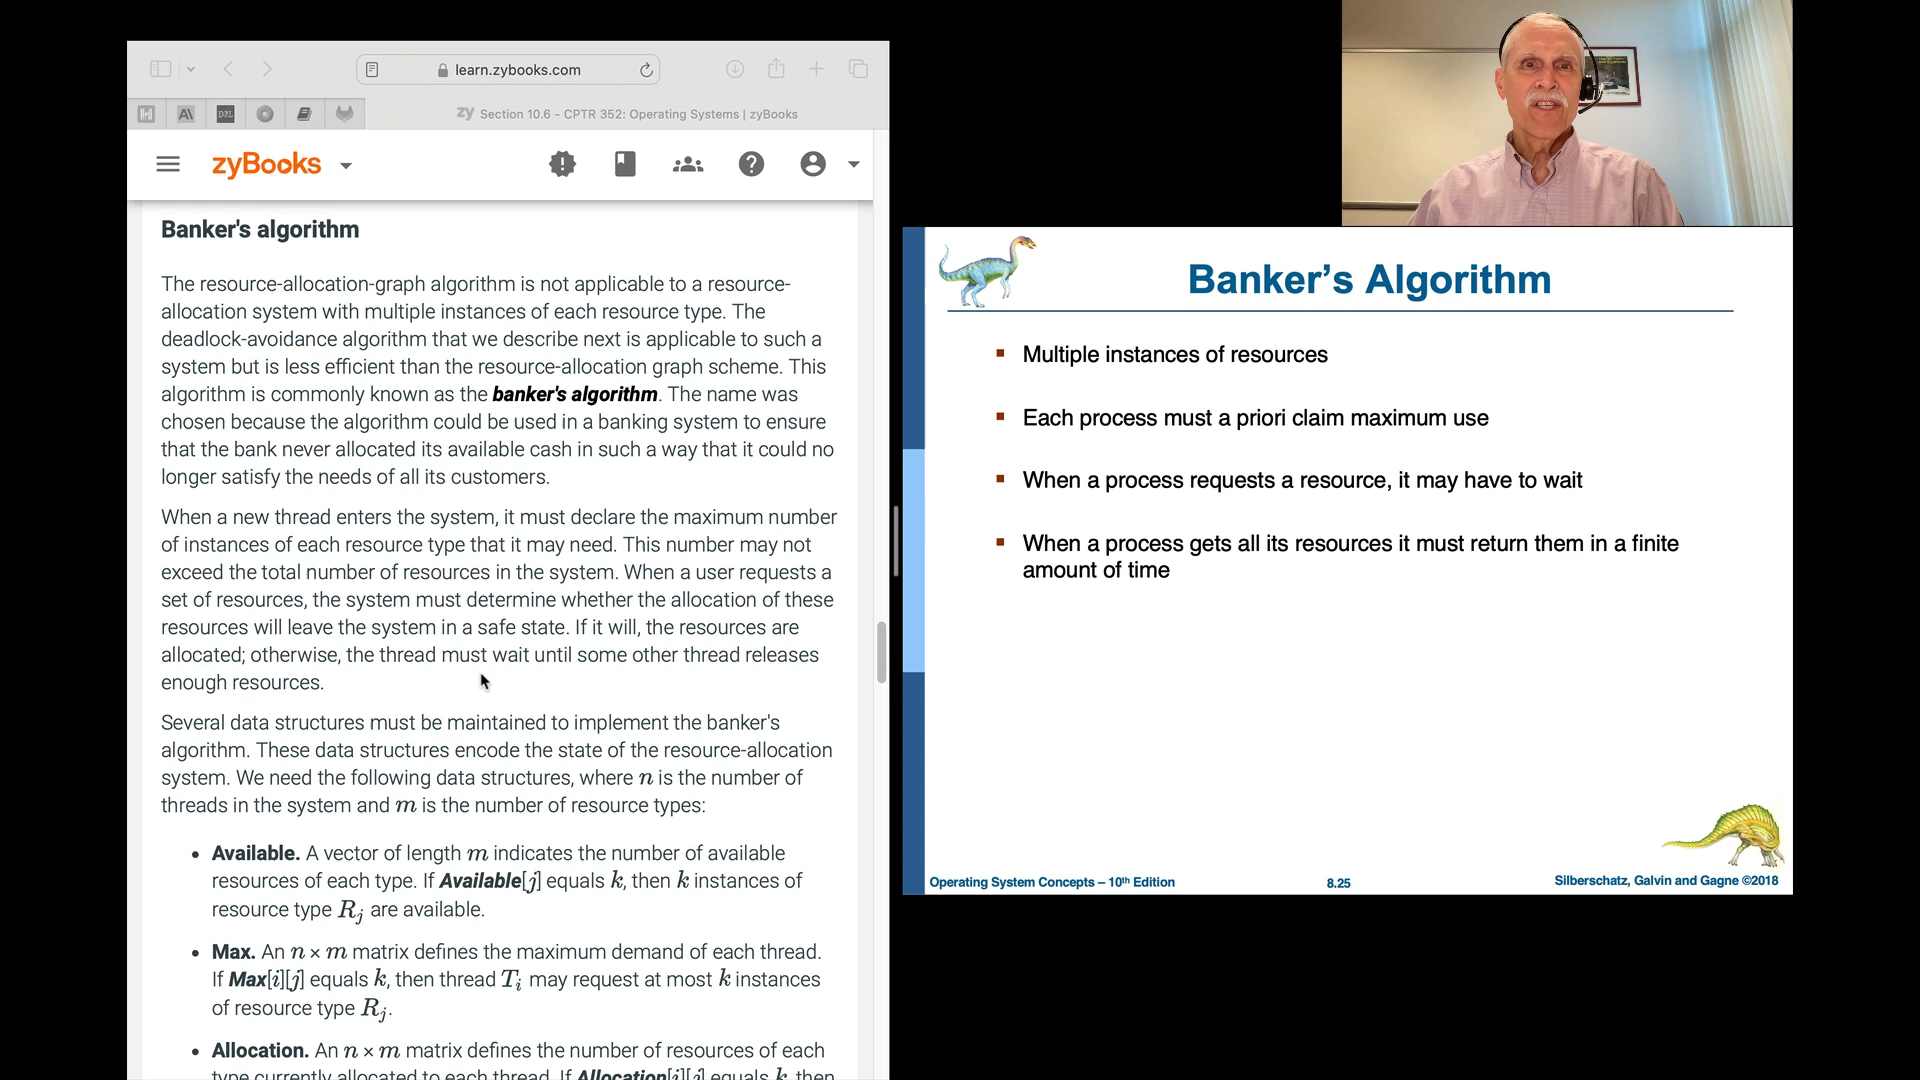 learn.zybooks.com
D2L
zy Section 10.6 - CPTR 352: Operating Systems | zyBooks
zyBooks
Banker's algorithm
The resource-allocation-graph algorithm is not applicable to a resource-
allocation system with multiple instances of each resource type. The
deadlock-avoidance algorithm that we describe next is applicable to such a
system but is less efficient than the resource-allocation graph scheme. This
algorithm is commonly known as the banker's algorithm. The name was
chosen because the algorithm could be used in a banking system to ensure
that the bank never allocated its available cash in such a way that it could no
longer satisfy the needs of all its customers.
When a new thread enters the system, it must declare the maximum number
of instances of each resource type that it may need. This number may not
exceed the total number of resources in the system. When a user requests a
set of resources, the system must determine whether the allocation of these
resources will leave the system in a safe state. If it will, the resources are
allocated; otherwise, the thread must wait until some other thread releases
enough resources.
Several data structures must be maintained to implement the banker's
algorithm. These data structures encode the state of the resource-allocation
system. We need the following data structures, where n is the number of
threads in the system and m is the number of resource types:
• Available. A vector of length m indicates the number of available
resources of each type. If Available[j] equals k, then k instances of
resource type Rj are available.
• Max. An n × m matrix defines the maximum demand of each thread.
If Max[i][j] equals k, then thread Ti may request at most k instances
of resource type Rj.
• Allocation. An n × m matrix defines the number of resources of each
type currently allocated to each thread. If Allocation[i][j] equals k, then
Banker's Algorithm
▪ Multiple instances of resources
▪ Each process must a priori claim maximum use
▪ When a process requests a resource, it may have to wait
▪ When a process gets all its resources it must return them in a finite
amount of time
Operating System Concepts – 10th Edition
8.25
Silberschatz, Galvin and Gagne ©2018